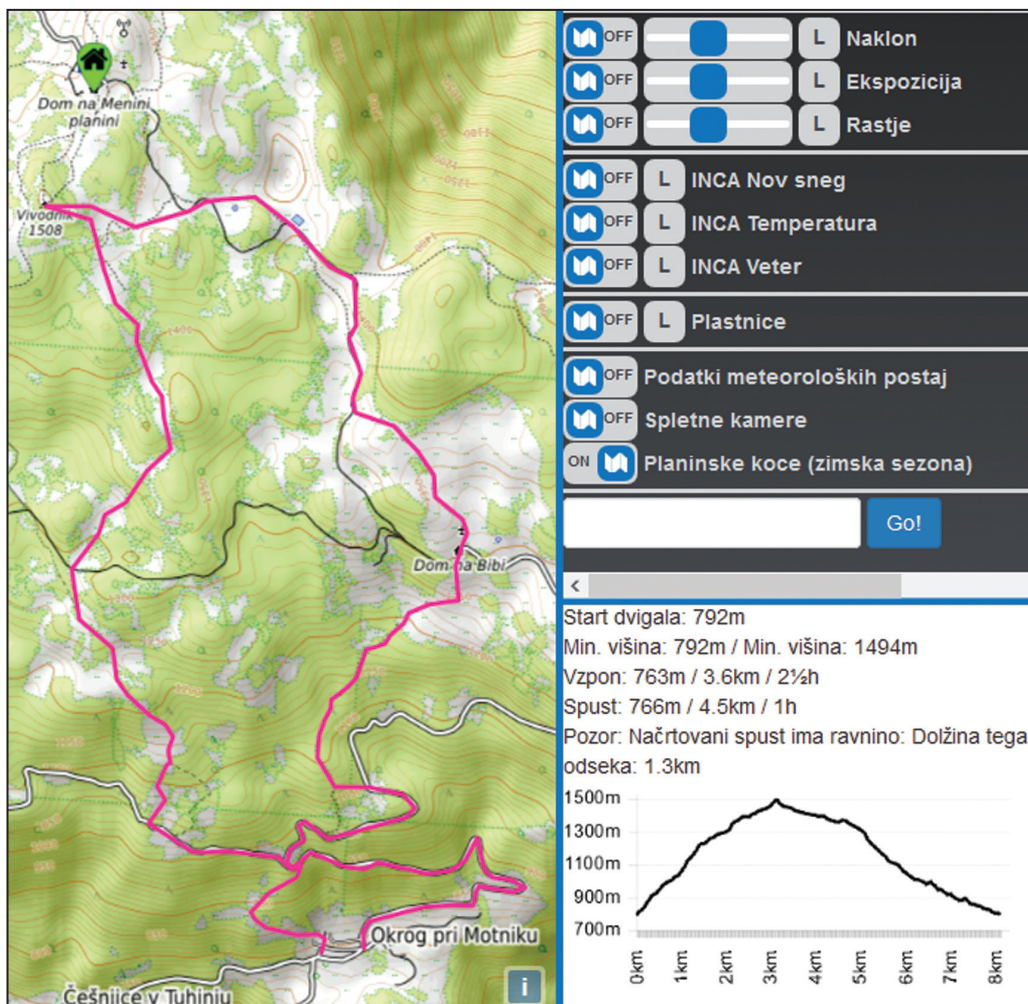 Dom na Menini
planini
Vivodnik
1508
1400
Dom na Bibi
Okrog pri Motniku
Češnjice v Tuhinju
i
OFF L Naklon
OFF L Ekspozicija
OFF L Rastje
OFF L INCA Nov sneg
OFF L INCA Temperatura
OFF L INCA Veter
OFF L Plastnice
OFF Podatki meteoroloških postaj
OFF Spletne kamere
ON Planinske koce (zimska sezona)
Go!
Start dvigala: 792m
Min. višina: 792m / Min. višina: 1494m
Vzpon: 763m / 3.6km / 2½h
Spust: 766m / 4.5km / 1h
Pozor: Načrtovani spust ima ravnino: Dolžina tega
odseka: 1.3km
1500m
1300m
1100m
900m
700m
0km 1km 2km 3km 4km 5km 6km 7km 8km